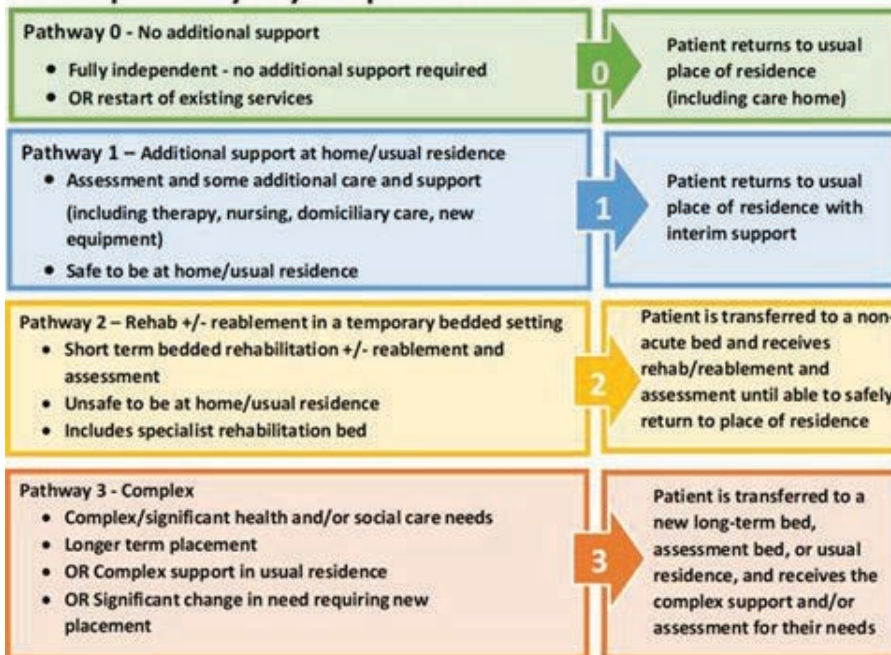 Pathway 0 - No additional support
• Fully independent - no additional support required
• OR restart of existing services
0
Patient returns to usual
place of residence
(including care home)
Pathway 1 – Additional support at home/usual residence
• Assessment and some additional care and support
(including therapy, nursing, domiciliary care, new
equipment)
• Safe to be at home/usual residence
1
Patient returns to usual
place of residence with
interim support
Pathway 2 – Rehab +/- reablement in a temporary bedded setting
• Short term bedded rehabilitation +/- reablement and
assessment
• Unsafe to be at home/usual residence
• Includes specialist rehabilitation bed
2
Patient is transferred to a non-
acute bed and receives
rehab/reablement and
assessment until able to safely
return to place of residence
Pathway 3 - Complex
• Complex/significant health and/or social care needs
• Longer term placement
• OR Complex support in usual residence
• OR Significant change in need requiring new
placement
3
Patient is transferred to a
new long-term bed,
assessment bed, or usual
residence, and receives the
complex support and/or
assessment for their needs